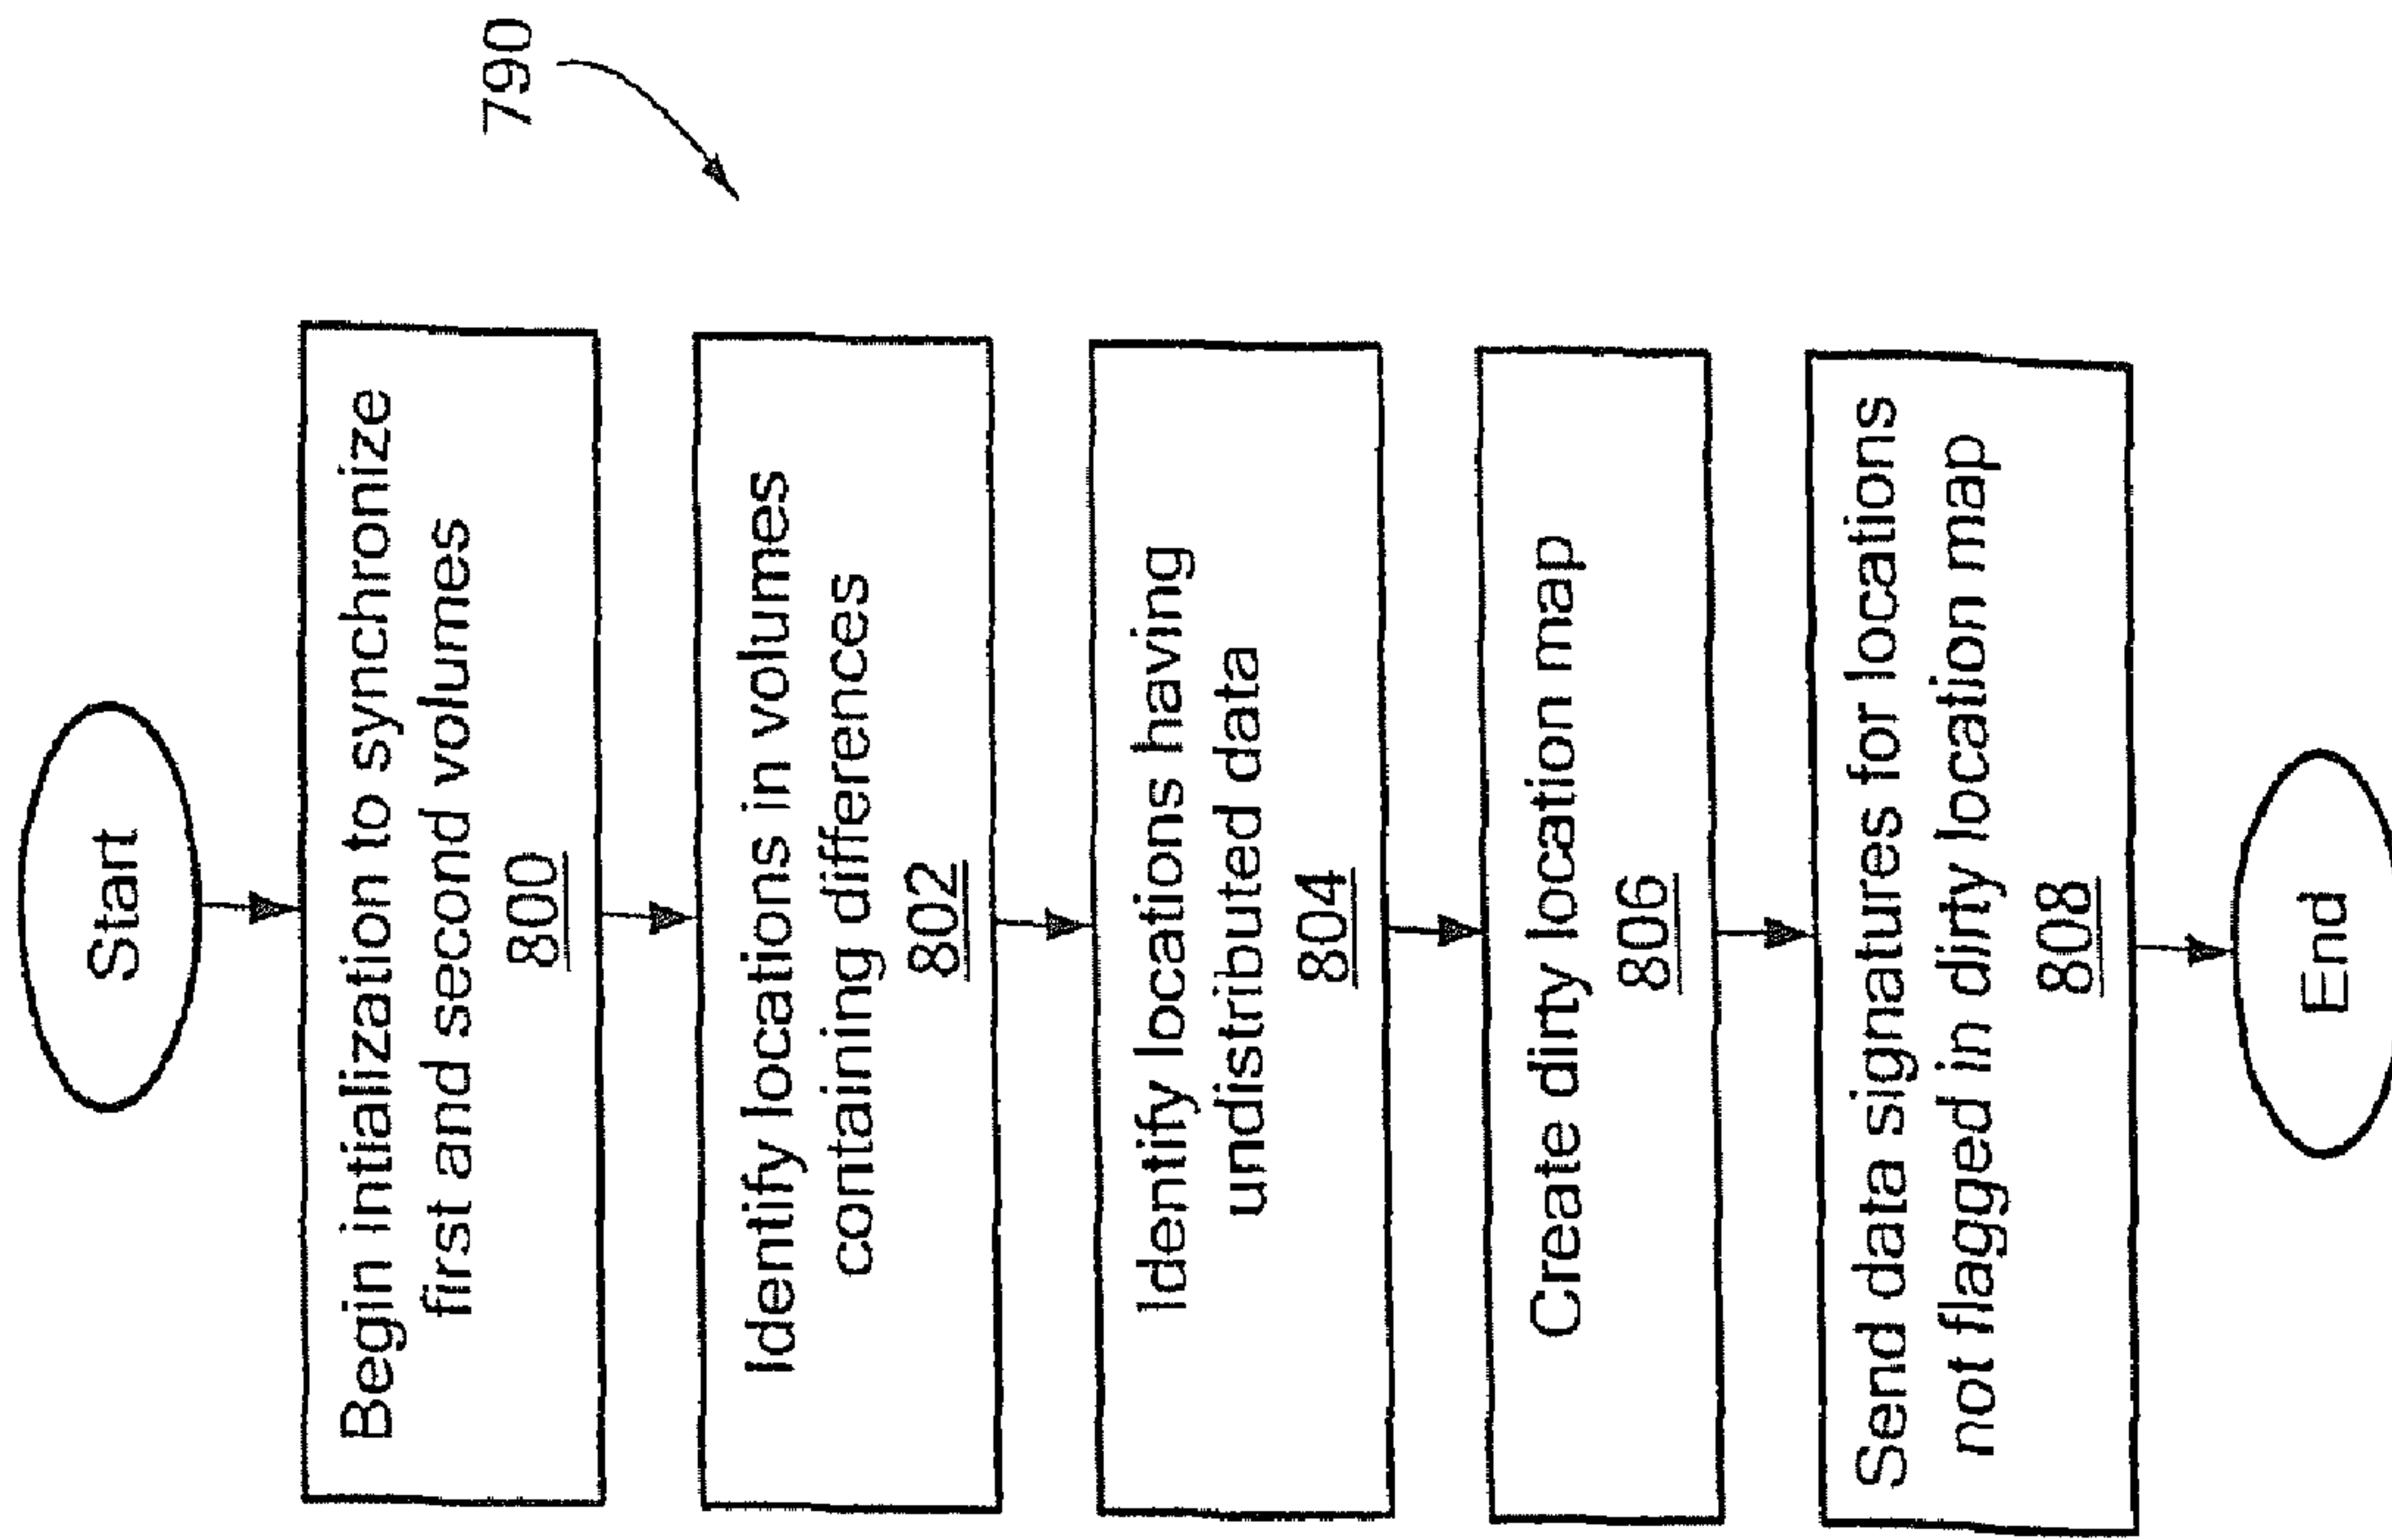 790
Start
Begin intiallization to synchronize
first and second volumes
800
Identify locations in volumes
containing differences
802
Identify locations having
undistributed data
804
Create dirty location map
806
Send data signatures for locations
not flagged in dirty location map
808
End